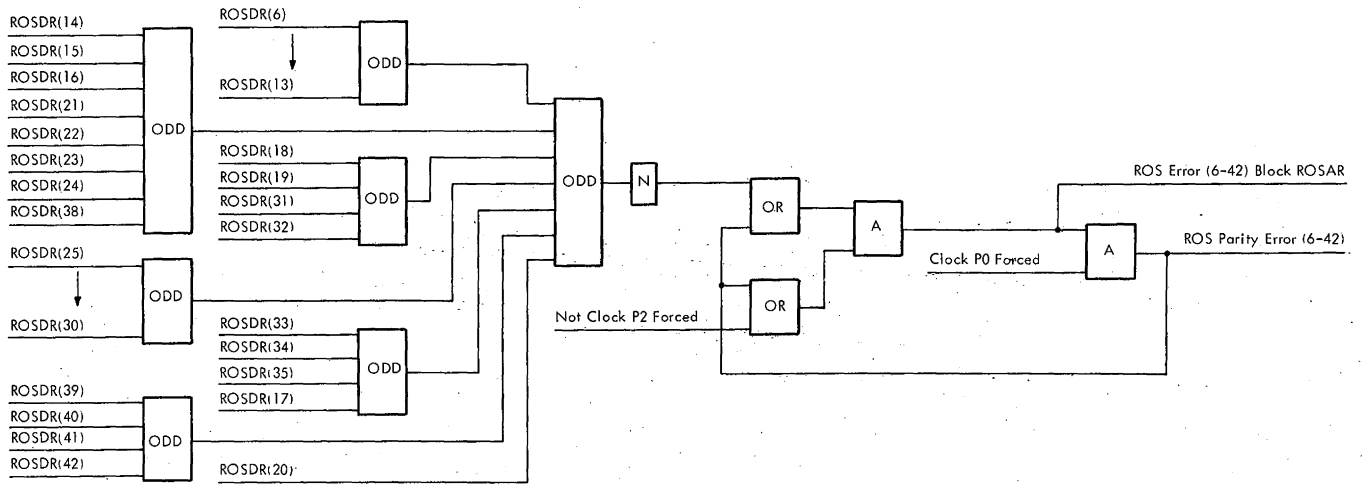 ROSDR(14)
ROSDR(15)
ROSDR(16)
ROSDR(21)
ROSDR(22)
ROSDR(23)
ROSDR(24)
ROSDR(38)
ODD
ROSDR(6)
ROSDR(13)
ODD
ROSDR(18)
ROSDR(19)
ROSDR(31)
ROSDR(32)
ODD
ROSDR(25)
ROSDR(30)
ODD
ROSDR(33)
ROSDR(34)
ROSDR(35)
ROSDR(17)
ODD
ROSDR(39)
ROSDR(40)
ROSDR(41)
ROSDR(42)
ODD
ROSDR(20)
ODD
N
OR
Not Clock P2 Forced
OR
A
ROS Error (6-42) Block ROSAR
Clock P0 Forced
A
ROS Parity Error (6-42)